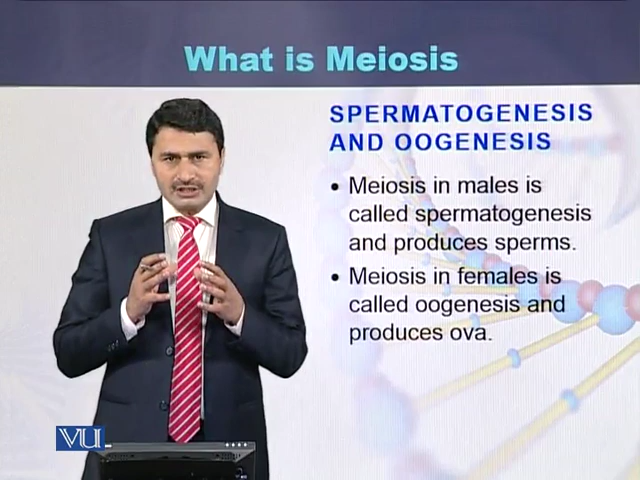 What is Meiosis
SPERMATOGENESIS
AND OOGENESIS
• Meiosis in males is
called spermatogenesis
and produces sperms.
• Meiosis in females is
called oogenesis and
produces ova.
VU